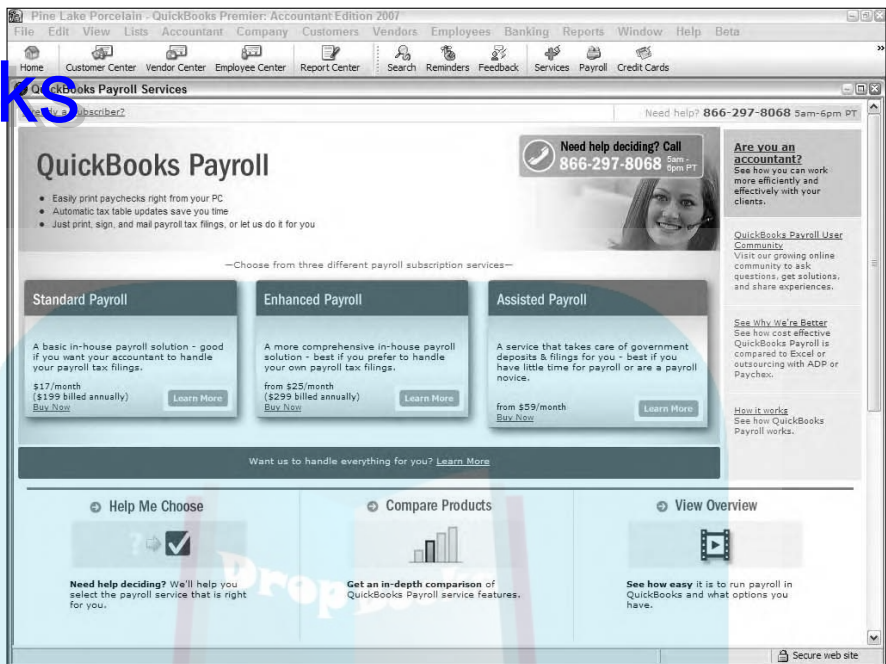 Pine Lake Porcelain - QuickBooks Premier: Accountant Edition 2007
File Edit View Lists Accountant Company Customers Vendors Employees Banking Reports Window Help Beta
Home Customer Center Vendor Center Employee Center Report Center Search Reminders Feedback Services Payroll Credit Cards
ks
QuickBooks Payroll Services
Already a subscriber?
Need help? 866-297-8068 5am-6pm PT
QuickBooks Payroll
• Easily print paychecks right from your PC
• Automatic tax table updates save you time
• Just print, sign, and mail payroll tax filings, or let us do it for you
Need help deciding? Call
866-297-8068 5am - 6pm PT
Are you an
accountant?
See how you can work
more efficiently and
effectively with your
clients.
QuickBooks Payroll User
Community
Visit our growing online
community to ask
questions, get solutions,
and share experiences.
See Why We're Better
See how cost effective
QuickBooks Payroll is
compared to Excel or
outsourcing with ADP or
Paychex.
How it works
See how QuickBooks
Payroll works.
—Choose from three different payroll subscription services—
Standard Payroll
A basic in-house payroll solution - good
if you want your accountant to handle
your payroll tax filings.
$17/month
($199 billed annually)
Buy Now
Learn More
Enhanced Payroll
A more comprehensive in-house payroll
solution - best if you prefer to handle
your own payroll tax filings.
from $25/month
($299 billed annually)
Buy Now
Learn More
Assisted Payroll
A service that takes care of government
deposits & filings for you - best if you
have little time for payroll or are a payroll
novice.
from $59/month
Buy Now
Learn More
Want us to handle everything for you? Learn More
Help Me Choose
Need help deciding? We'll help you
select the payroll service that is right
for you.
Compare Products
Get an in-depth comparison of
QuickBooks Payroll service features.
View Overview
See how easy it is to run payroll in
QuickBooks and what options you
have.
Secure web site